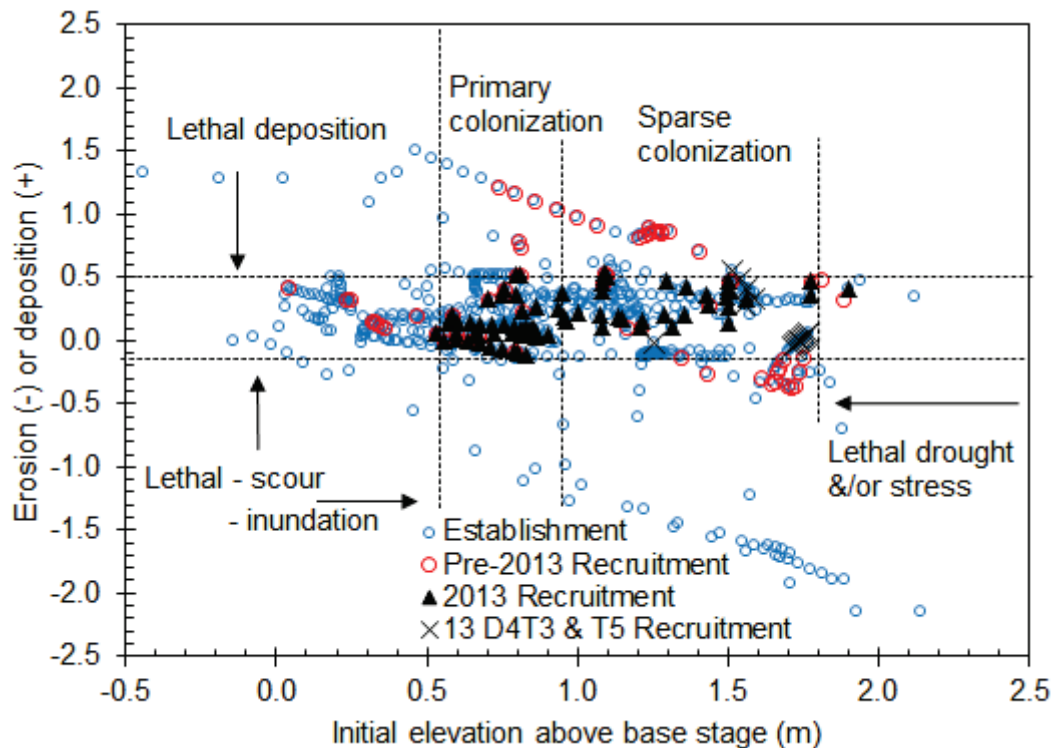 2.5
2.0
1.5
1.0
0.5
0.0
-0.5
-1.0
-1.5
-2.0
-2.5
Erosion (-) or deposition (+)
Lethal deposition
Primary
colonization
Sparse
colonization
Lethal - scour
- inundation
Lethal drought
&/or stress
Establishment
Pre-2013 Recruitment
2013 Recruitment
13 D4T3 & T5 Recruitment
-0.5 0.0 0.5 1.0 1.5 2.0 2.5
Initial elevation above base stage (m)